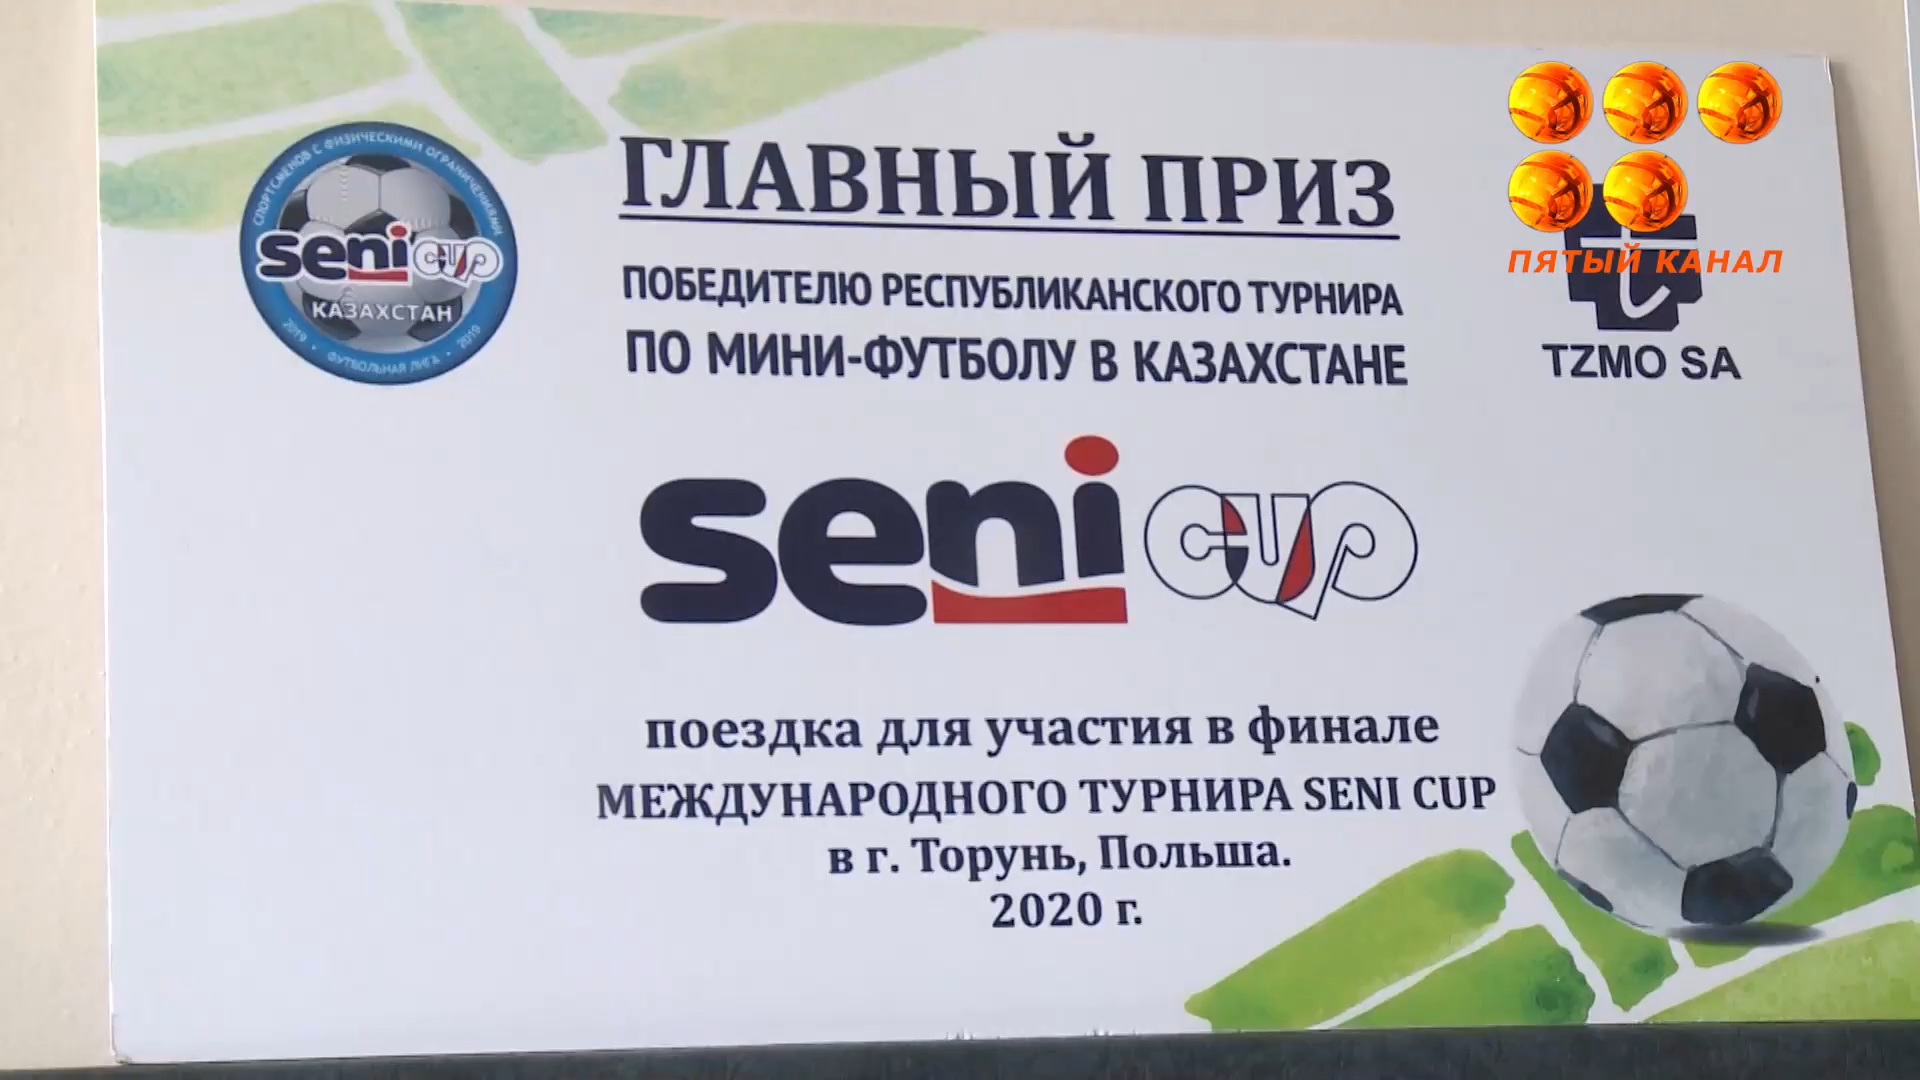 СПОРТСМЕНОВ С ФИЗИЧЕСКИМИ ОГРАНИЧЕНИЯМИ
seni cup
КАЗАХСТАН
2019 • ФУТБОЛЬНАЯ ЛИГА • 2019
ГЛАВНЫЙ ПРИЗ
ПОБЕДИТЕЛЮ РЕСПУБЛИКАНСКОГО ТУРНИРА
ПО МИНИ-ФУТБОЛУ В КАЗАХСТАНЕ
ПЯТЫЙ КАНАЛ
t
TZMO SA
seni cup
поездка для участия в финале
МЕЖДУНАРОДНОГО ТУРНИРА SENI CUP
в г. Торунь, Польша.
2020 г.